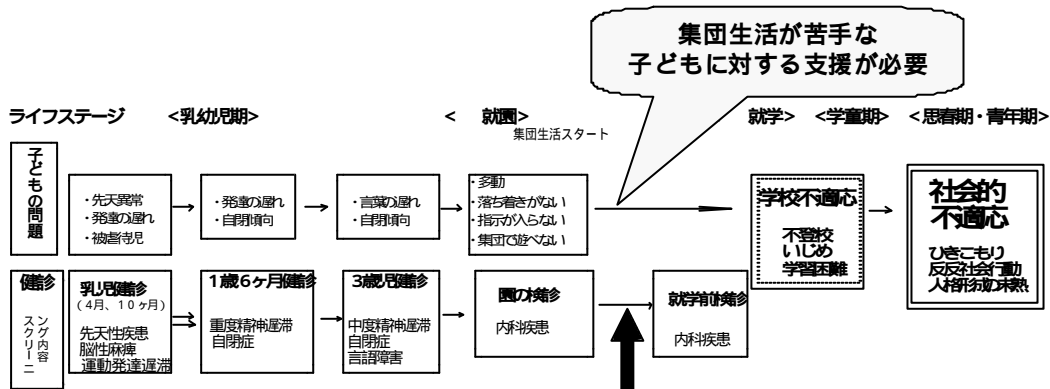 集団生活が苦手な
子どもに対する支援が必要
ライフステージ <乳幼児期> < 就園> 就学> <学童期> <思春期・青年期>
集団生活スタート
子どもの問題
・先天異常
・発達の遅れ
・被虐待児
・発達の遅れ
・自閉傾向
・言葉の遅れ
・自閉傾向
・多動
・落ち着きがない
・指示が入らない
・集団で遊べない
学校不適応
不登校
いじめ
学習困難
社会的
不適応
ひきこもり
反反社会行動
人格形成の未熟
健診
スクリーニ
ング内容
乳児健診
(4月、10ヶ月)
先天性疾患
脳性麻痺
運動発達遅滞
1歳6ヶ月健診
重度精神遅滞
自閉症
3歳児健診
中度精神遅滞
自閉症
言語障害
園の検診
内科疾患
就学前検診
内科疾患